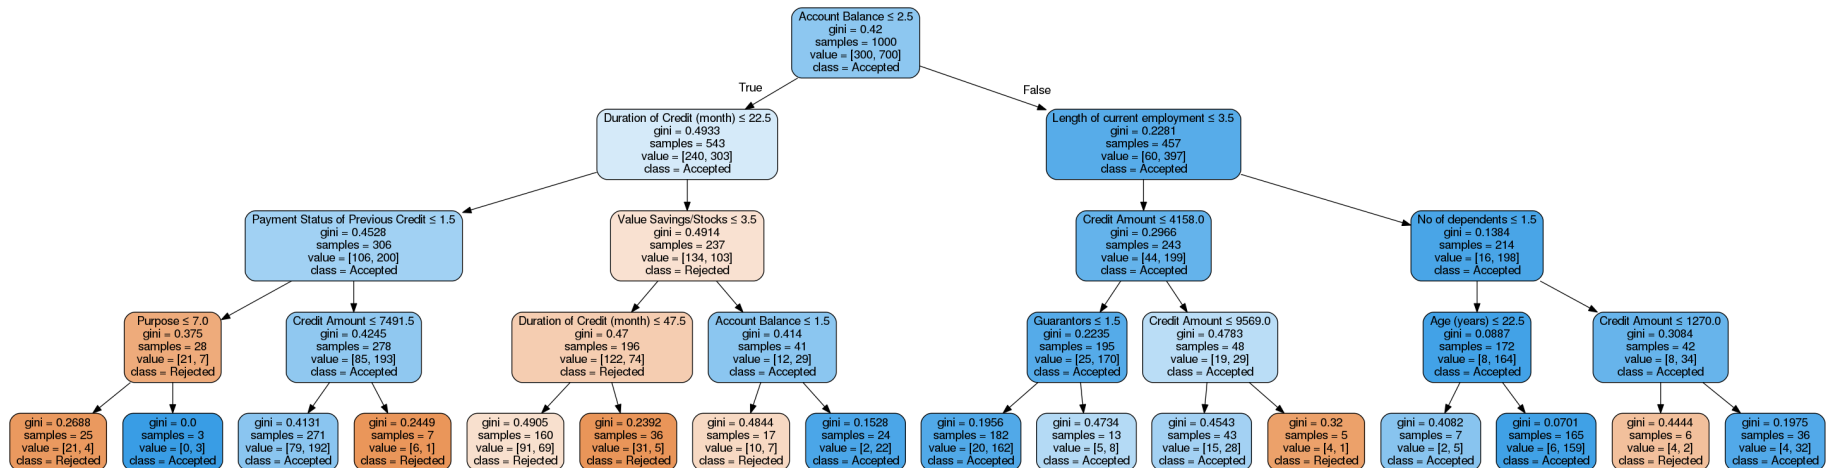 Account Balance ≤ 2.5
gini = 0.42
samples = 1000
value = [300, 700]
class = Accepted
True
False
Duration of Credit (month) ≤ 22.5
gini = 0.4933
samples = 543
value = [240, 303]
class = Accepted
Length of current employment ≤ 3.5
gini = 0.2281
samples = 457
value = [60, 397]
class = Accepted
Payment Status of Previous Credit ≤ 1.5
gini = 0.4528
samples = 306
value = [106, 200]
class = Accepted
Value Savings/Stocks ≤ 3.5
gini = 0.4914
samples = 237
value = [134, 103]
class = Rejected
Credit Amount ≤ 4158.0
gini = 0.2966
samples = 243
value = [44, 199]
class = Accepted
No of dependents ≤ 1.5
gini = 0.1384
samples = 214
value = [16, 198]
class = Accepted
Purpose ≤ 7.0
gini = 0.375
samples = 28
value = [21, 7]
class = Rejected
Credit Amount ≤ 7491.5
gini = 0.4245
samples = 278
value = [85, 193]
class = Accepted
Duration of Credit (month) ≤ 47.5
gini = 0.47
samples = 196
value = [122, 74]
class = Rejected
Account Balance ≤ 1.5
gini = 0.414
samples = 41
value = [12, 29]
class = Accepted
Guarantors ≤ 1.5
gini = 0.2235
samples = 195
value = [25, 170]
class = Accepted
Credit Amount ≤ 9569.0
gini = 0.4783
samples = 48
value = [19, 29]
class = Accepted
Age (years) ≤ 22.5
gini = 0.0887
samples = 172
value = [8, 164]
class = Accepted
Credit Amount ≤ 1270.0
gini = 0.3084
samples = 42
value = [8, 34]
class = Accepted
gini = 0.2688
samples = 25
value = [21, 4]
class = Rejected
gini = 0.0
samples = 3
value = [0, 3]
class = Accepted
gini = 0.4131
samples = 271
value = [79, 192]
class = Accepted
gini = 0.2449
samples = 7
value = [6, 1]
class = Rejected
gini = 0.4905
samples = 160
value = [91, 69]
class = Rejected
gini = 0.2392
samples = 36
value = [31, 5]
class = Rejected
gini = 0.4844
samples = 17
value = [10, 7]
class = Rejected
gini = 0.1528
samples = 24
value = [2, 22]
class = Accepted
gini = 0.1956
samples = 182
value = [20, 162]
class = Accepted
gini = 0.4734
samples = 13
value = [5, 8]
class = Accepted
gini = 0.4543
samples = 43
value = [15, 28]
class = Accepted
gini = 0.32
samples = 5
value = [4, 1]
class = Rejected
gini = 0.4082
samples = 7
value = [2, 5]
class = Accepted
gini = 0.0701
samples = 165
value = [6, 159]
class = Accepted
gini = 0.4444
samples = 6
value = [4, 2]
class = Rejected
gini = 0.1975
samples = 36
value = [4, 32]
class = Accepted